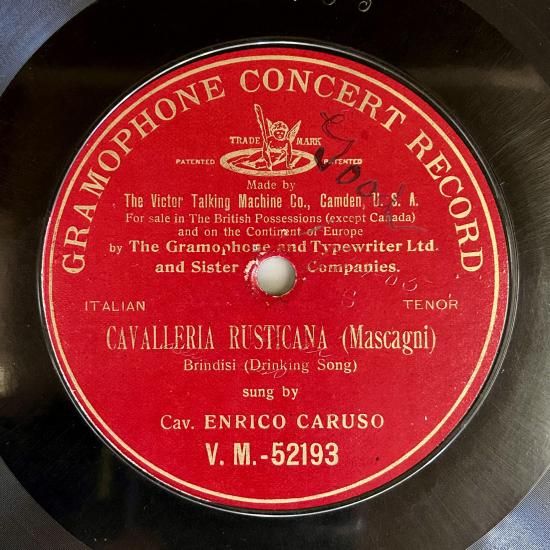 GRAMOPHONE CONCERT RECORD
TRADE MARK
PATENTED PATENTED
Made by
The Victor Talking Machine Co., Camden, U. S. A.
For sale in The British Possessions (except Canada)
and on the Continent of Europe
by The Gramophone and Typewriter Ltd.
and Sister Companies.
ITALIAN TENOR
CAVALLERIA RUSTICANA (Mascagni)
Brindisi (Drinking Song)
sung by
Cav. ENRICO CARUSO
V. M.-52193